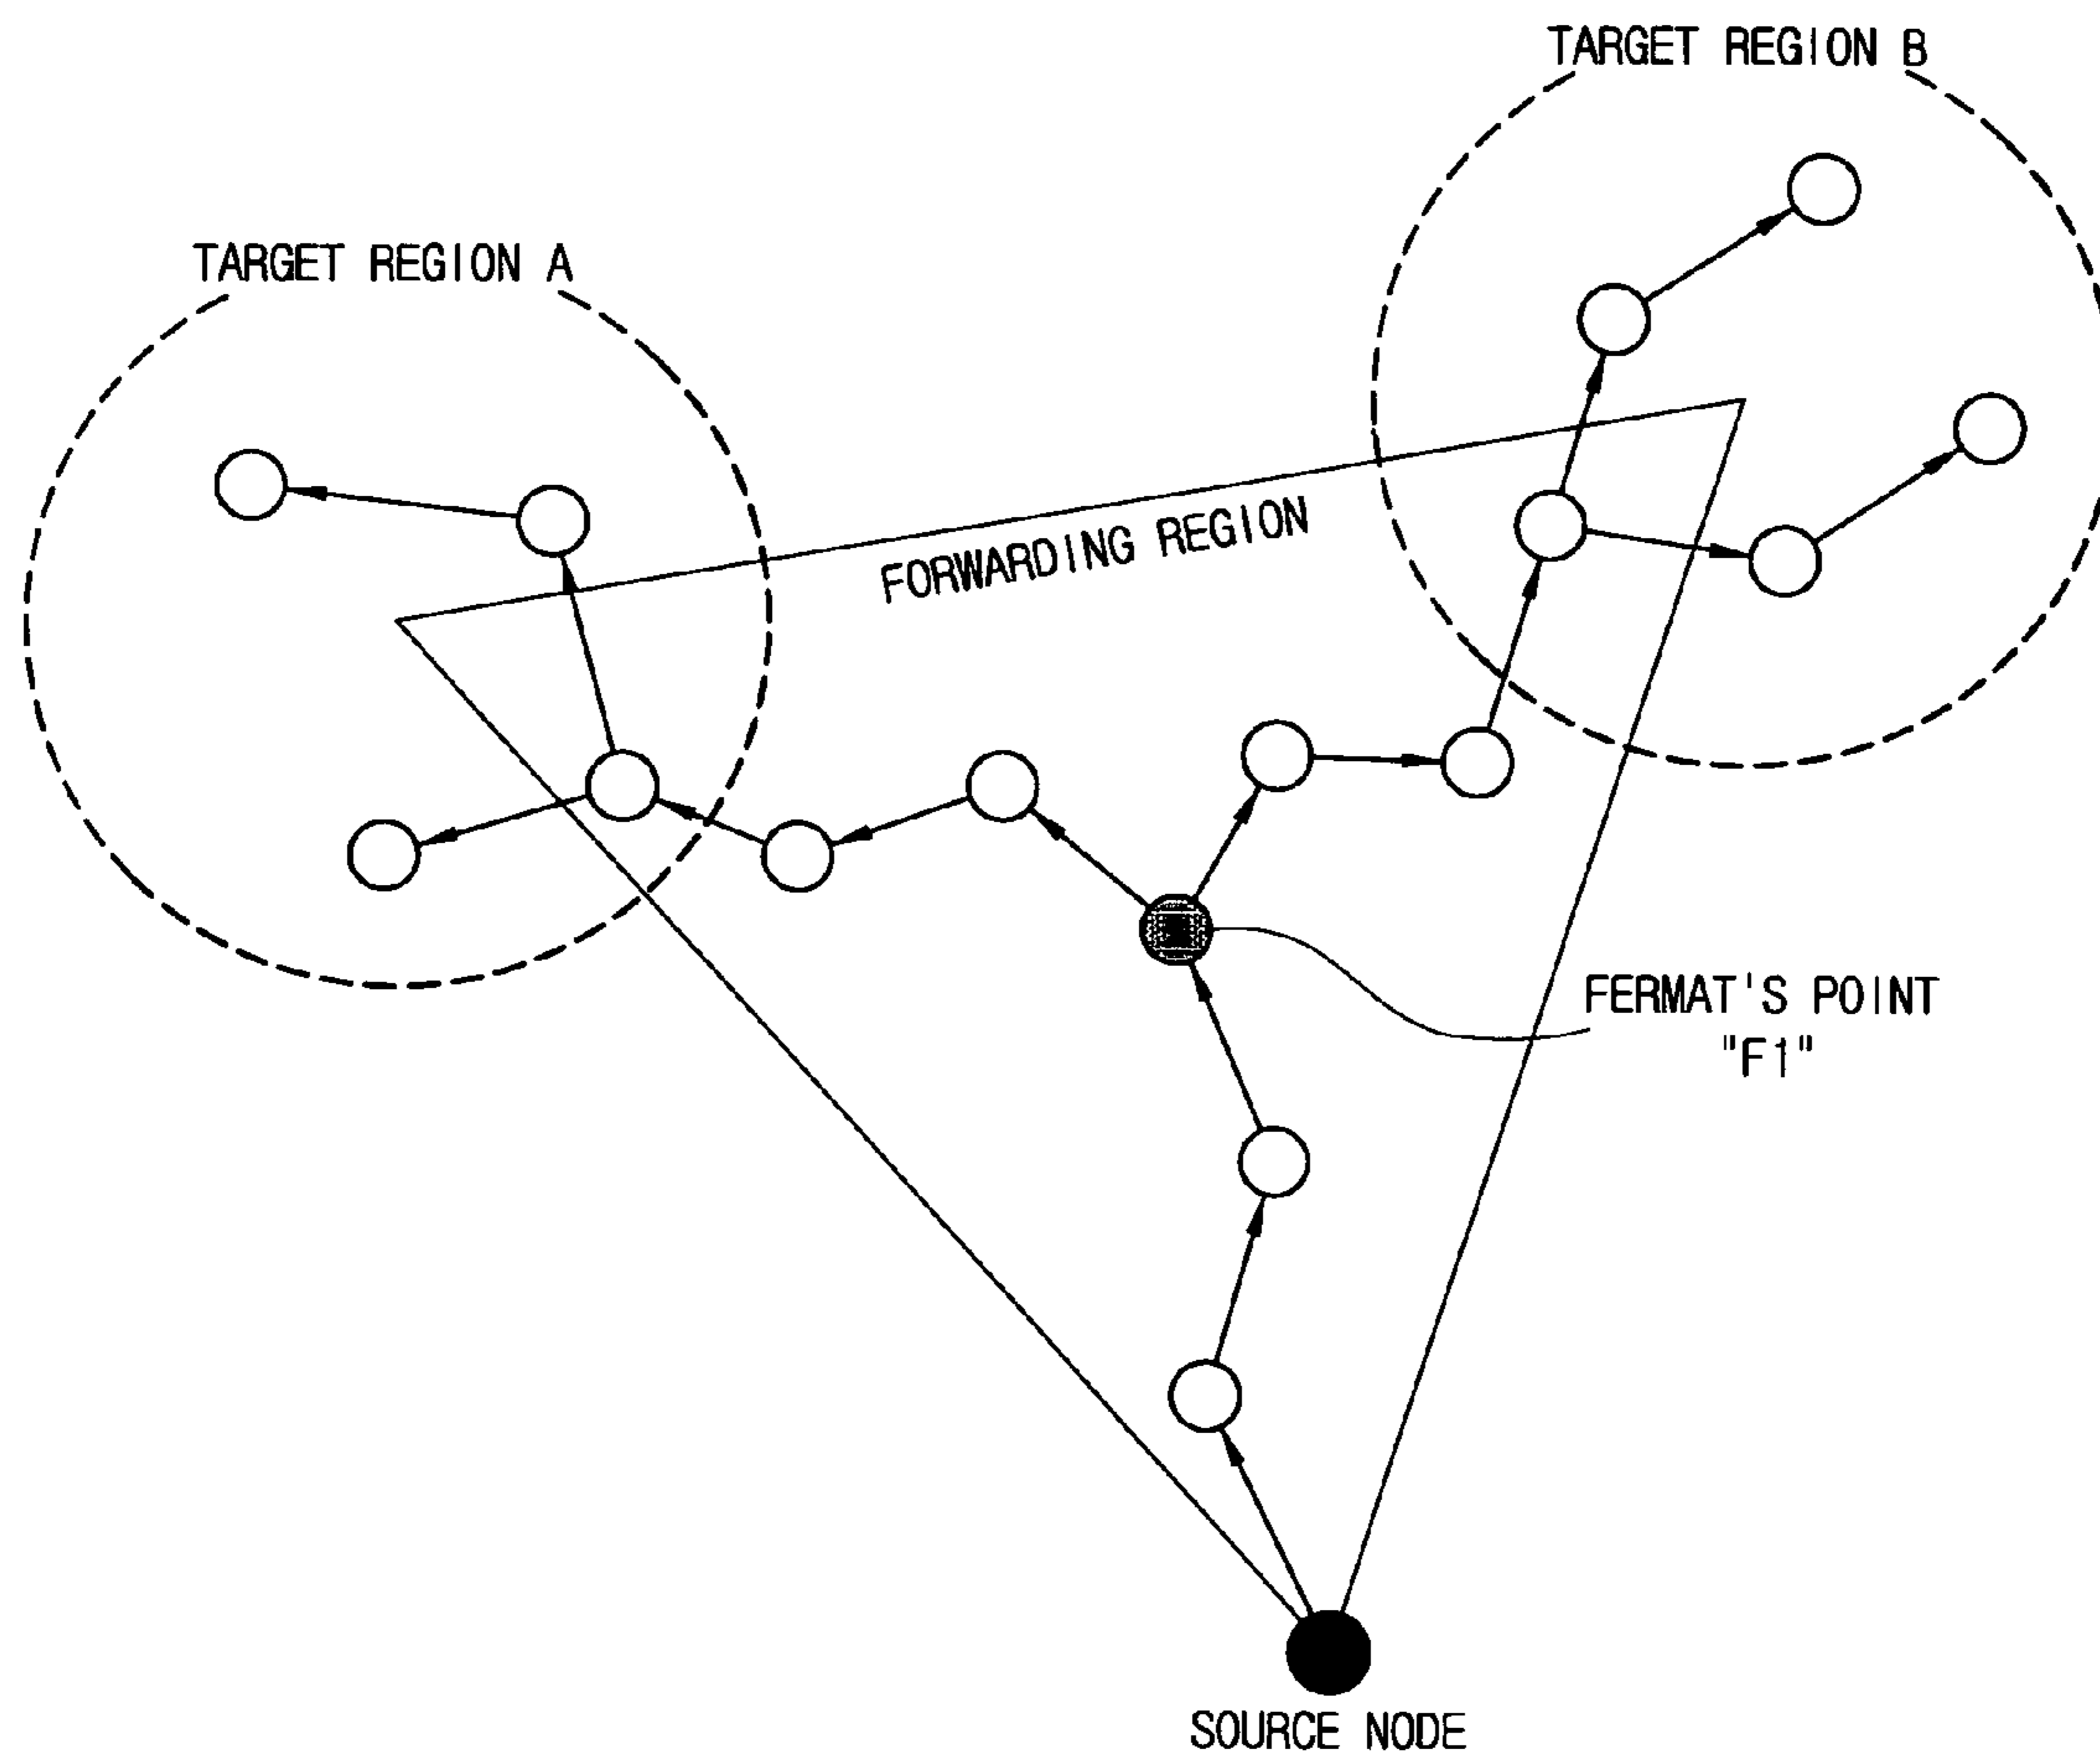 TARGET REGION B
TARGET REGION A
FORWARDING REGION
FERMAT'S POINT
"F1"
SOURCE NODE